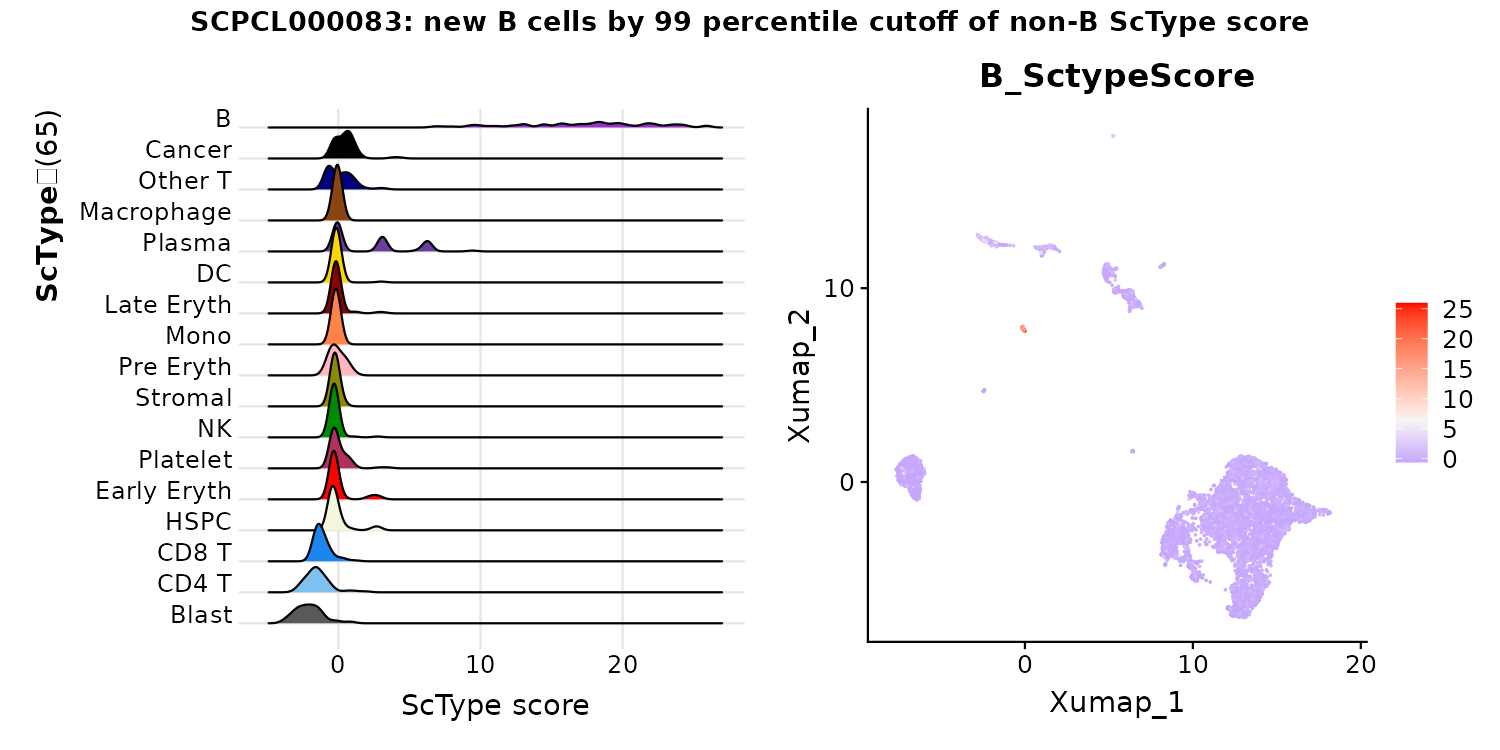 SCPCL000083: new B cells by 99 percentile cutoff of non-B ScType score
ScType□(65)
B
Cancer
Other T
Macrophage
Plasma
DC
Late Eryth
Mono
Pre Eryth
Stromal
NK
Platelet
Early Eryth
HSPC
CD8 T
CD4 T
Blast
0 10 20
ScType score
B_SctypeScore
Xumap_2
10
0
0 10 20
Xumap_1
25
20
15
10
5
0